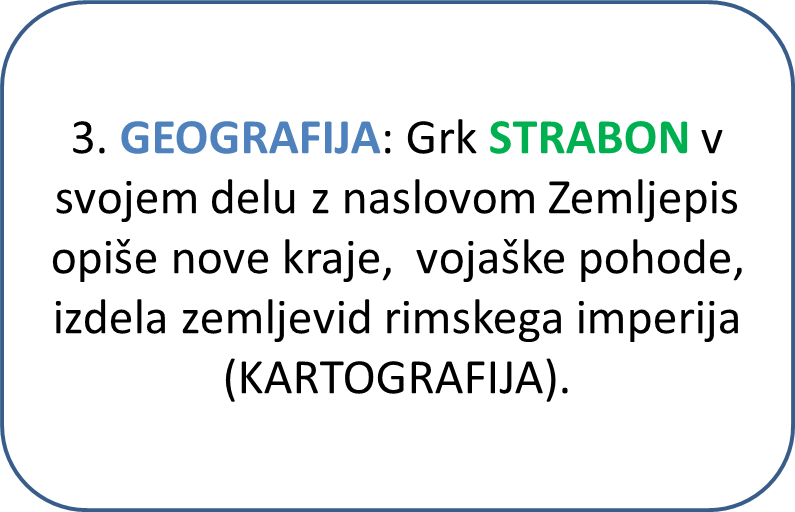 3. GEOGRAFIJA: Grk STRABON v
svojem delu z naslovom Zemljepis
opiše nove kraje,  vojaške pohode,
izdela zemljevid rimskega imperija
(KARTOGRAFIJA).